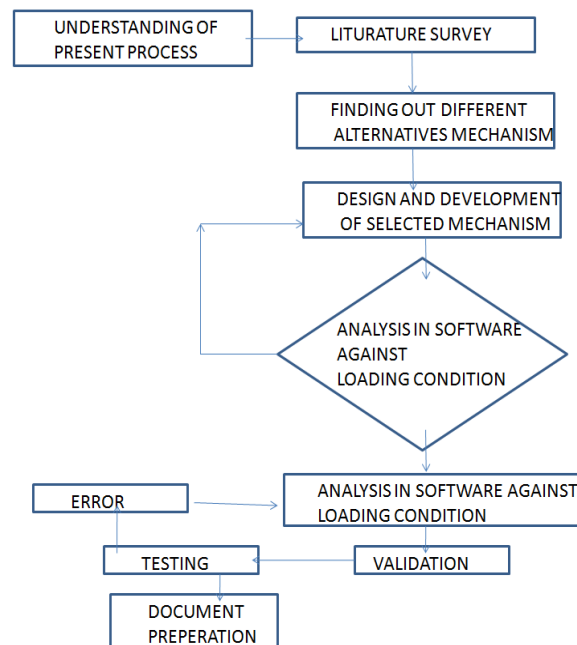 UNDERSTANDING OF
PRESENT PROCESS
LITURATURE SURVEY
FINDING OUT DIFFERENT
ALTERNATIVES MECHANISM
DESIGN AND DEVELOPMENT
OF SELECTED MECHANISM
ANALYSIS IN SOFTWARE
AGAINST
LOADING CONDITION
ANALYSIS IN SOFTWARE AGAINST
LOADING CONDITION
ERROR
VALIDATION
TESTING
DOCUMENT
PREPERATION